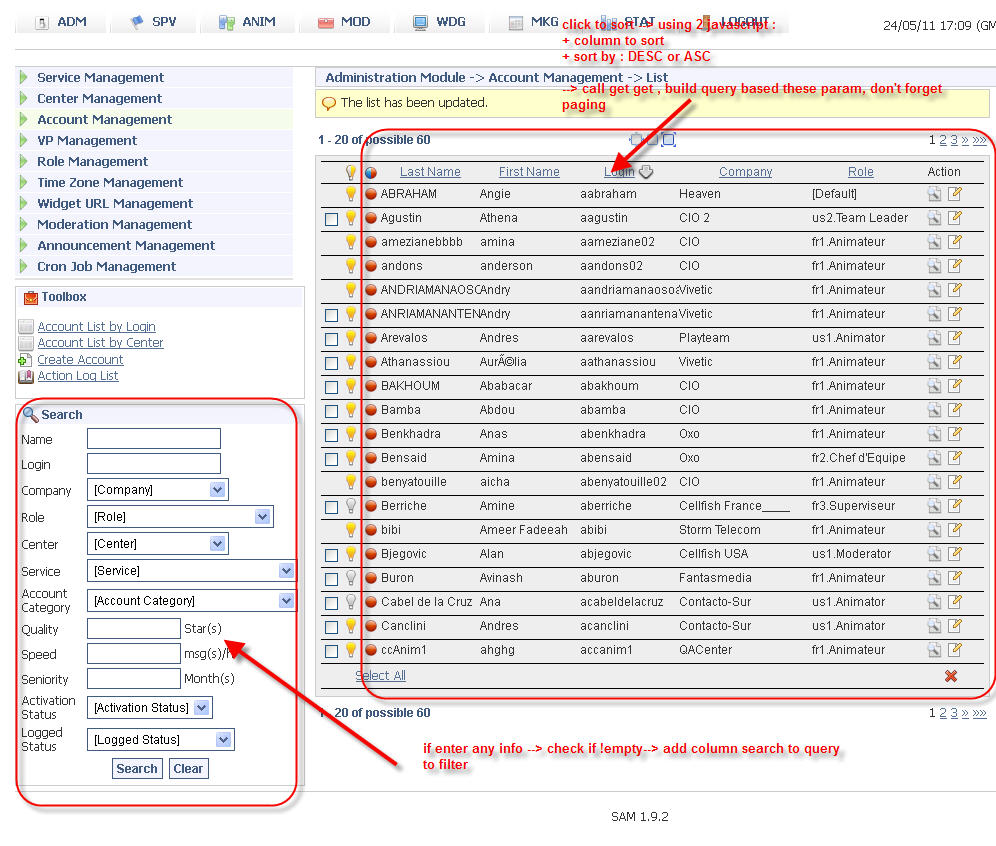 ADM SPV ANIM MOD WDG MKG STAT LOGOUT
24/05/11 17:09 (GM
click to sort --> using 2 javascript :
+ column to sort
+ sort by : DESC or ASC
--> call get get , build query based these param, don't forget
paging
Service Management
Center Management
Account Management
VP Management
Role Management
Time Zone Management
Widget URL Management
Moderation Management
Announcement Management
Cron Job Management
Toolbox
Account List by Login
Account List by Center
Create Account
Action Log List
Search
Name
Login
Company [Company]
Role [Role]
Center [Center]
Service [Service]
Account
Category [Account Category]
Quality Star(s)
Speed msg(s)/h
Seniority Month(s)
Activation
Status [Activation Status]
Logged
Status [Logged Status]
Search Clear
Administration Module -> Account Management -> List
The list has been updated.
1 - 20 of possible 60 1 2 3 » »»
Last Name First Name Login Company Role Action
ABRAHAM Angie aabraham Heaven [Default]
Agustin Athena aagustin CIO 2 us2.Team Leader
amezianebbbb amina aameziane02 CIO fr1.Animateur
andons anderson aandons02 CIO fr1.Animateur
ANDRIAMANAOSO Andry aandriamanaosoa Vivetic fr1.Animateur
ANRIAMANANTEN Andry aanriamanantena Vivetic fr1.Animateur
Arevalos Andres aarevalos Playteam us1.Animator
Athanassiou AurÃ©lia aathanassiou Vivetic fr1.Animateur
BAKHOUM Ababacar abakhoum CIO fr1.Animateur
Bamba Abdou abamba CIO fr1.Animateur
Benkhadra Anas abenkhadra Oxo fr1.Animateur
Bensaid Amina abensaid Oxo fr2.Chef d'Equipe
benyatouille aicha abenyatouille02 CIO fr1.Animateur
Berriche Amine aberriche Cellfish France____ fr3.Superviseur
bibi Ameer Fadeeah abibi Storm Telecom fr1.Animateur
Bjegovic Alan abjegovic Cellfish USA us1.Moderator
Buron Avinash aburon Fantasmedia fr1.Animateur
Cabel de la Cruz Ana acabeldelacruz Contacto-Sur us1.Animator
Canclini Andres acanclini Contacto-Sur us1.Animator
ccAnim1 ahghg accanim1 QACenter fr1.Animateur
Select All
1 - 20 of possible 60 1 2 3 » »»
if enter any info --> check if !empty--> add column search to query
to filter
SAM 1.9.2